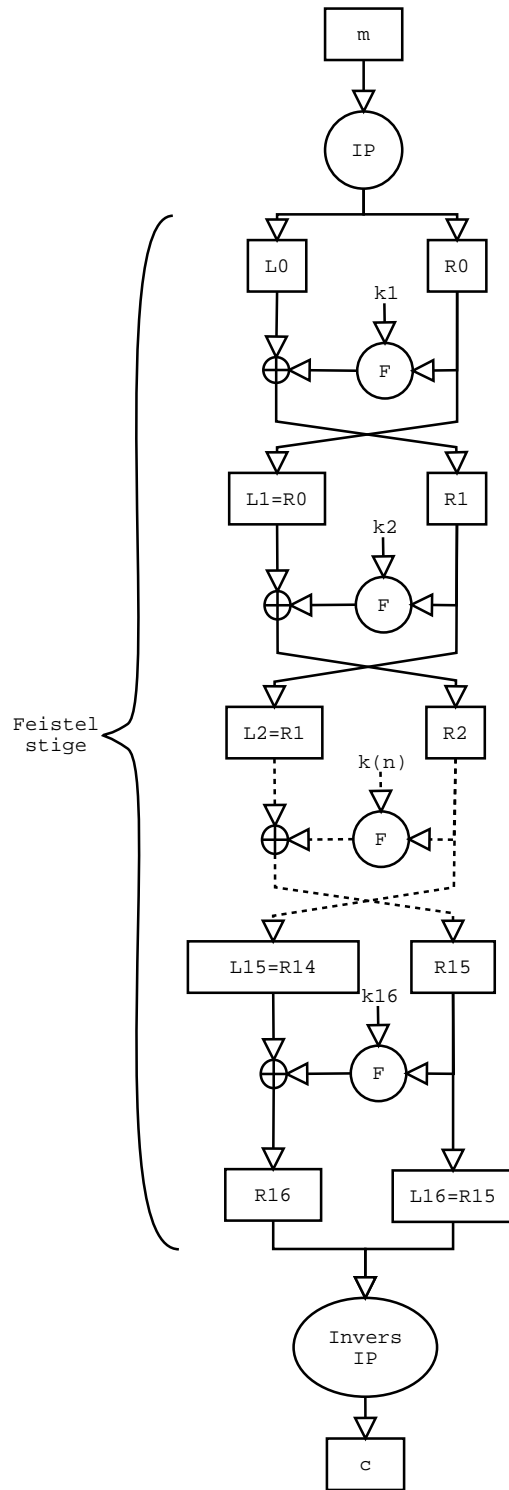 m
IP
L0
R0
k1
F
L1=R0
R1
k2
F
L2=R1
R2
Feistel
stige
k(n)
F
L15=R14
R15
k16
F
R16
L16=R15
Invers
IP
c